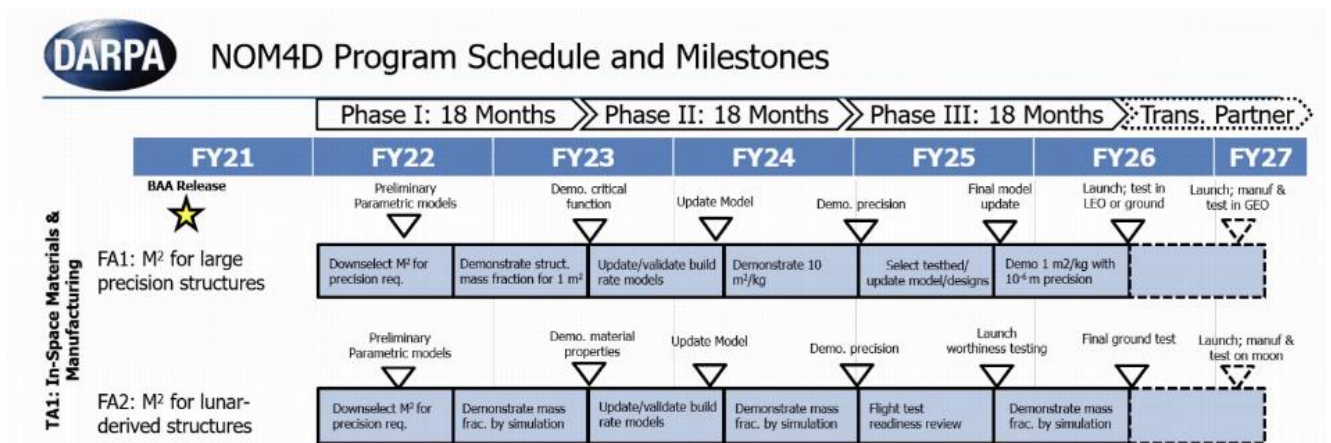 DARPA
NOM4D Program Schedule and Milestones
Phase I: 18 Months
Phase II: 18 Months
Phase III: 18 Months
Trans. Partner
FY21
FY22
FY23
FY24
FY25
FY26
FY27
TA1: In-Space Materials &
Manufacturing
BAA Release
Preliminary
Parametric models
Demo. critical
function
Update Model
Demo. precision
Final model
update
Launch; test in
LEO or ground
Launch; manuf &
test in GEO
FA1: M² for large
precision structures
Downselect M² for
precision req.
Demonstrate struct.
mass fraction for 1 m²
Update/validate build
rate models
Demonstrate 10
m²/kg
Select testbed/
update model/designs
Demo 1 m2/kg with
10⁻⁶ m precision
Preliminary
Parametric models
Demo. material
properties
Update Model
Demo. precision
Launch
worthiness testing
Final ground test
Launch; manuf &
test on moon
FA2: M² for lunar-
derived structures
Downselect M² for
precision req.
Demonstrate mass
frac. by simulation
Update/validate build
rate models
Demonstrate mass
frac. by simulation
Flight test
readiness review
Demonstrate mass
frac. by simulation